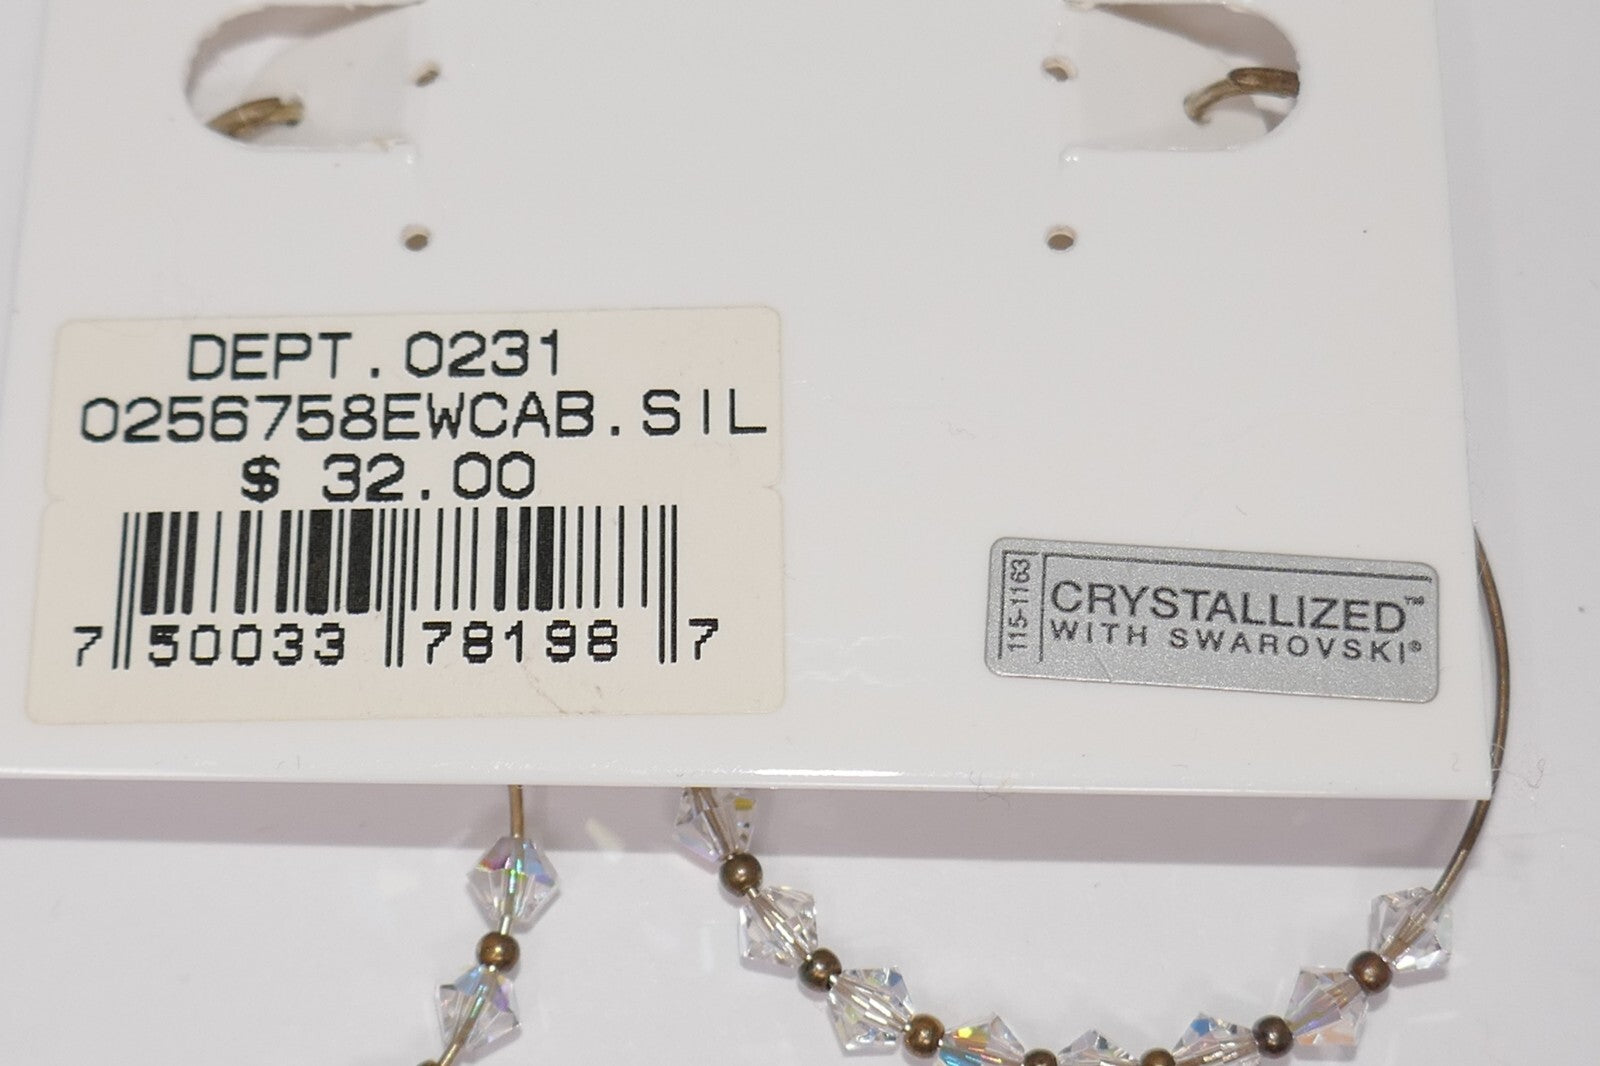 DEPT.0231
0256758EWCAB.SIL
$ 32.00
7 50033 78198 7
115-1163
CRYSTALLIZED™
WITH SWAROVSKI®